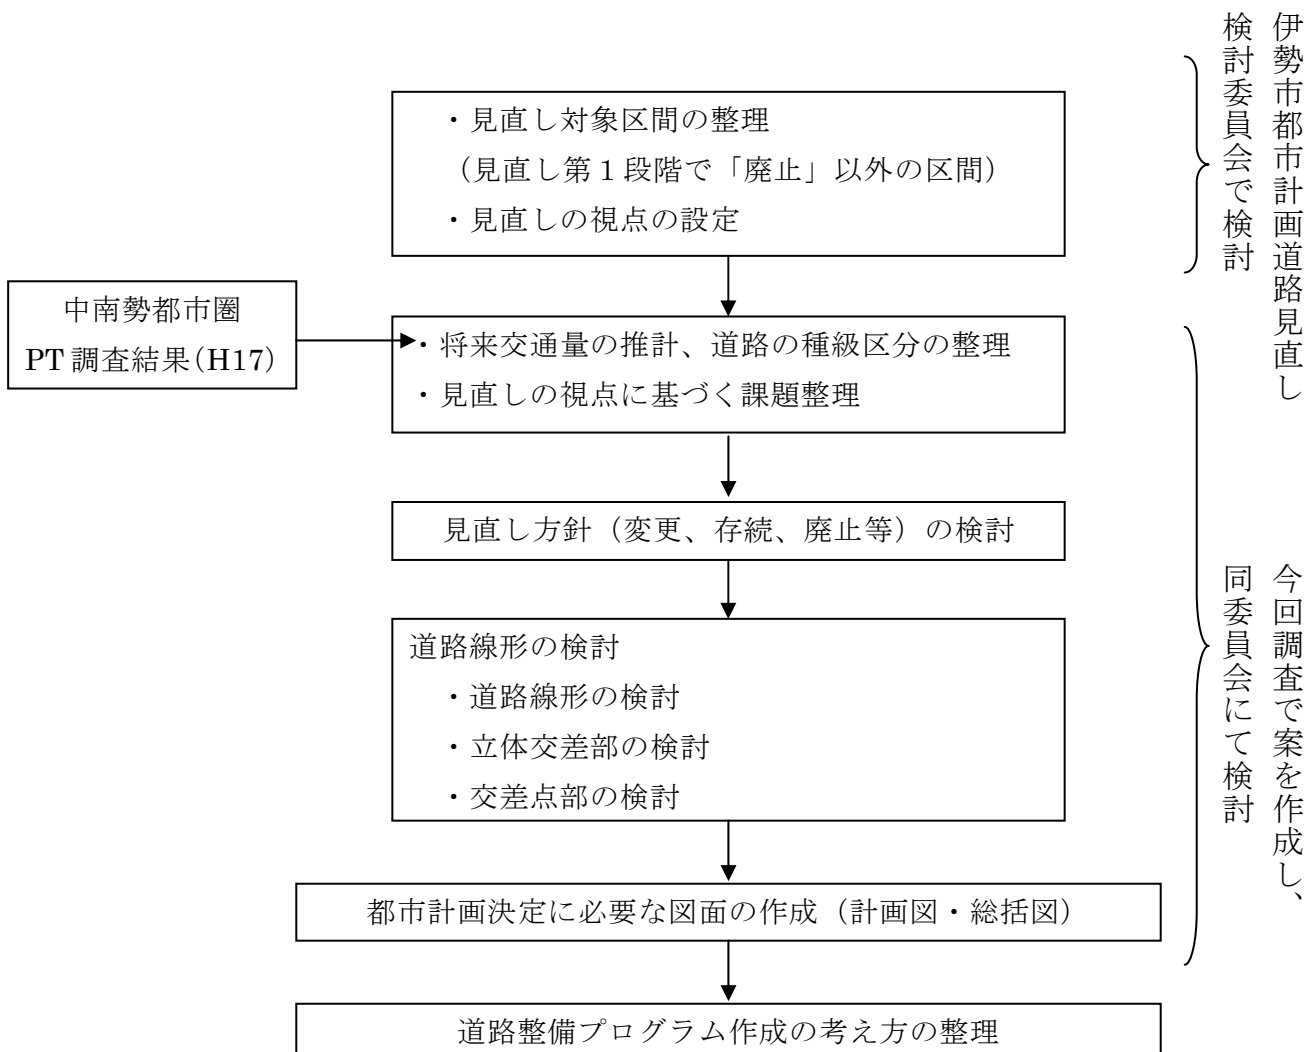 ・見直し対象区間の整理
（見直し第１段階で「廃止」以外の区間）
・見直しの視点の設定
伊勢市都市計画道路見直し
検討委員会で検討
中南勢都市圏
PT 調査結果（H17）
・将来交通量の推計、道路の種級区分の整理
・見直しの視点に基づく課題整理
見直し方針（変更、存続、廃止等）の検討
道路線形の検討
・道路線形の検討
・立体交差部の検討
・交差点部の検討
今回調査で案を作成し、
同委員会にて検討
都市計画決定に必要な図面の作成（計画図・総括図）
道路整備プログラム作成の考え方の整理